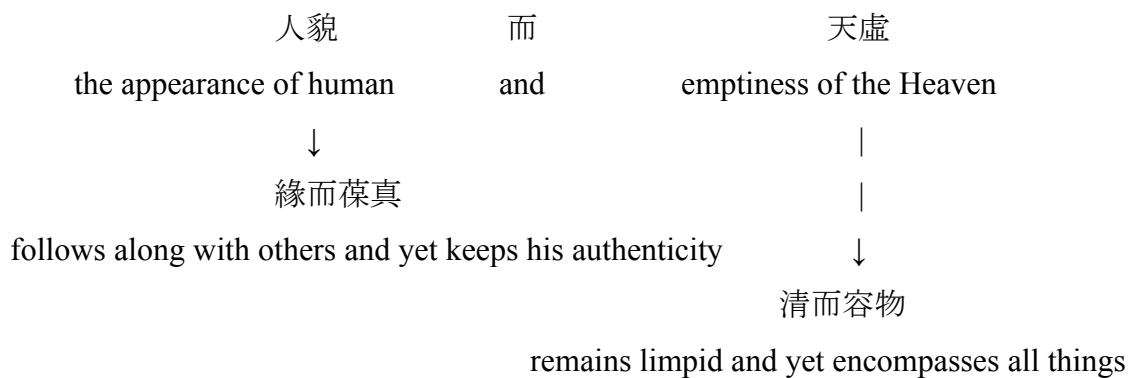 人貌 而 天虛
the appearance of human and emptiness of the Heaven
↓ |
緣而葆真 |
follows along with others and yet keeps his authenticity ↓
清而容物
remains limpid and yet encompasses all things